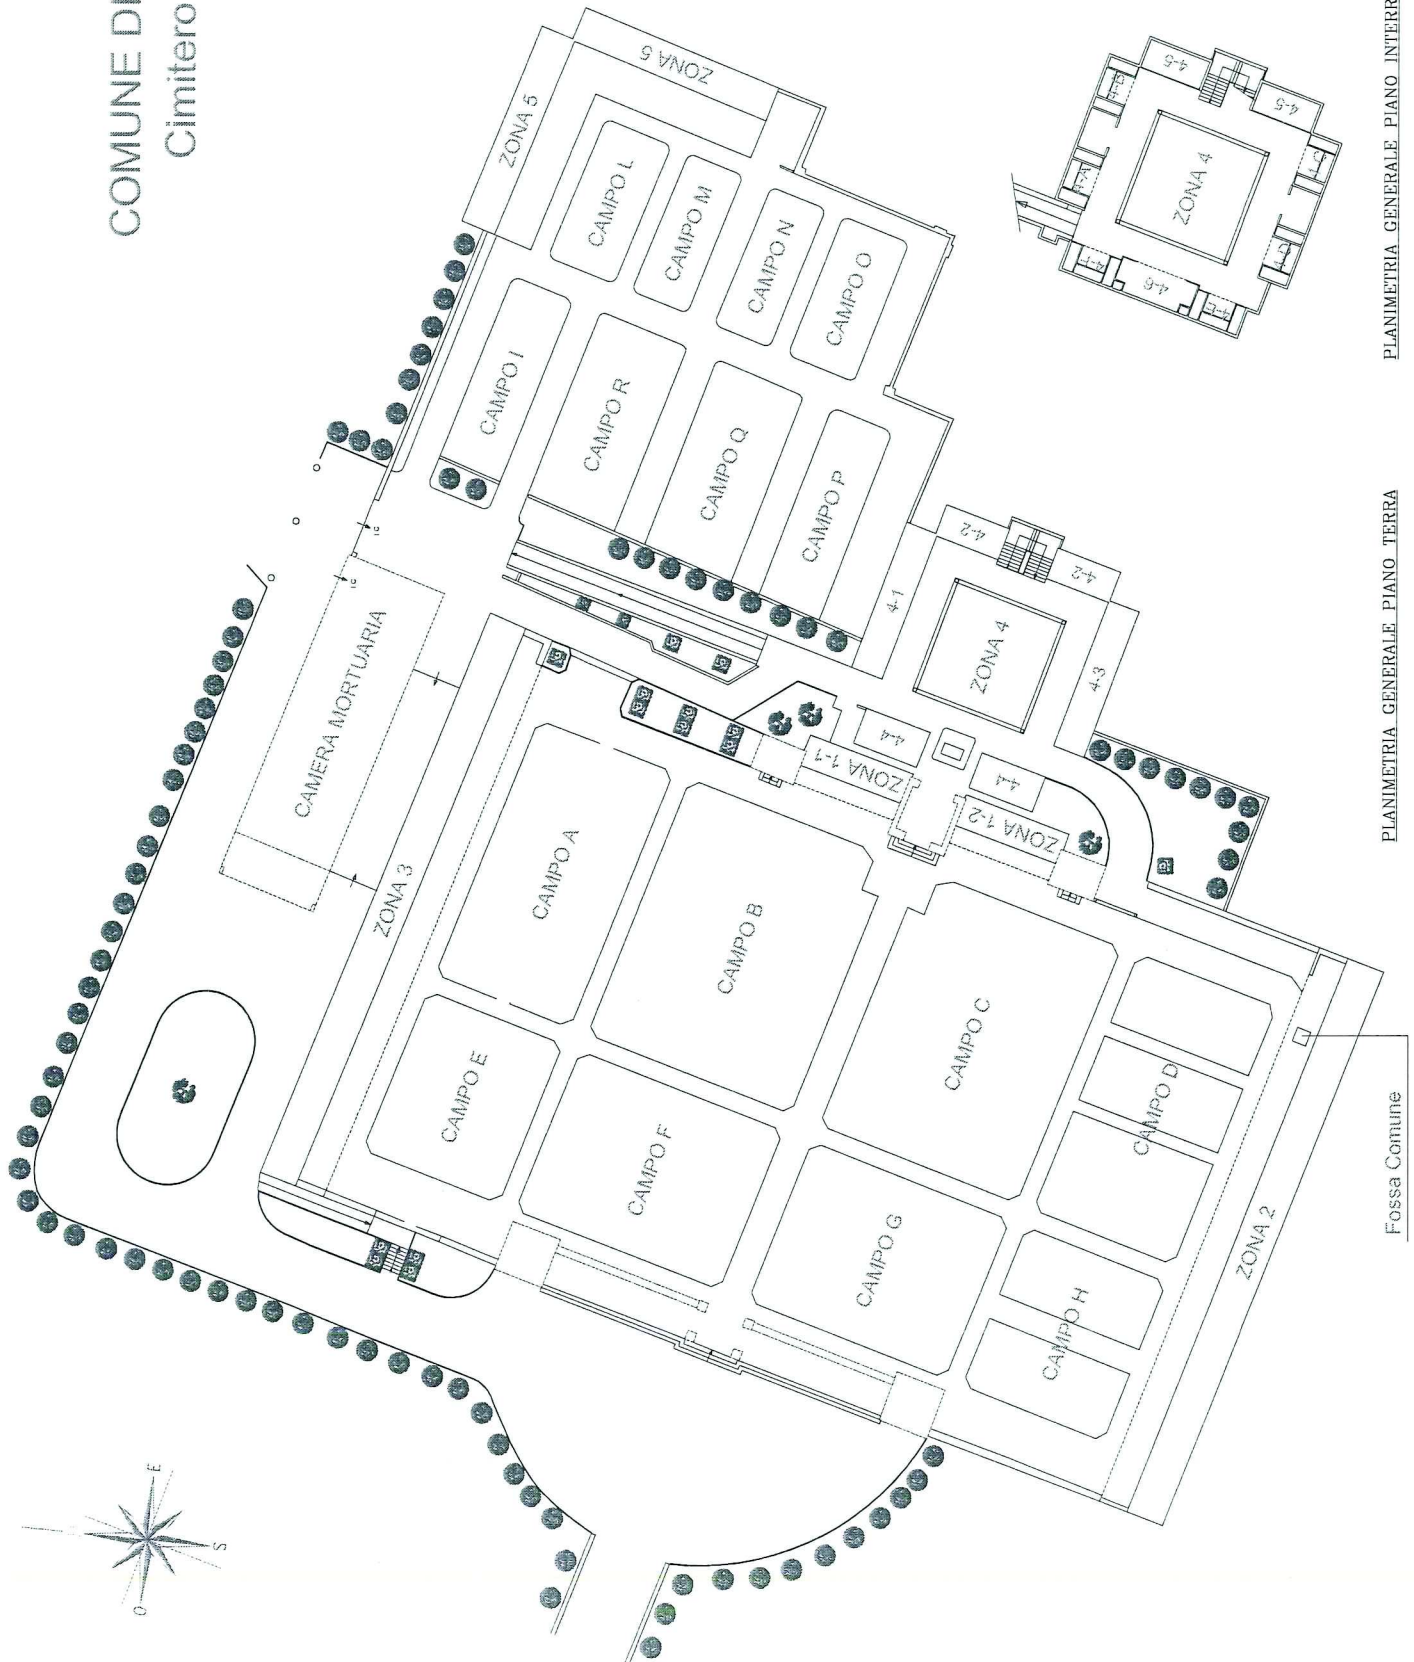 COMUNE DI
Cimitero
ZONA 5
ZONA 5
CAMPO L
CAMPO M
CAMPO N
CAMPO O
CAMPO I
CAMPO R
CAMPO Q
CAMPO P
CAMERA MORTUARIA
ZONA 3
4-1
4-2
4-2
ZONA 4
4-3
4-4
4-4
ZONA 1-1
ZONA 1-2
CAMPO A
CAMPO B
CAMPO C
CAMPO D
CAMPO E
CAMPO F
CAMPO G
CAMPO H
ZONA 2
Fossa Comune
4-5
4-5
4-6
ZONA 4
PLANIMETRIA GENERALE PIANO TERRA
PLANIMETRIA GENERALE PIANO INTERR
E
S
O